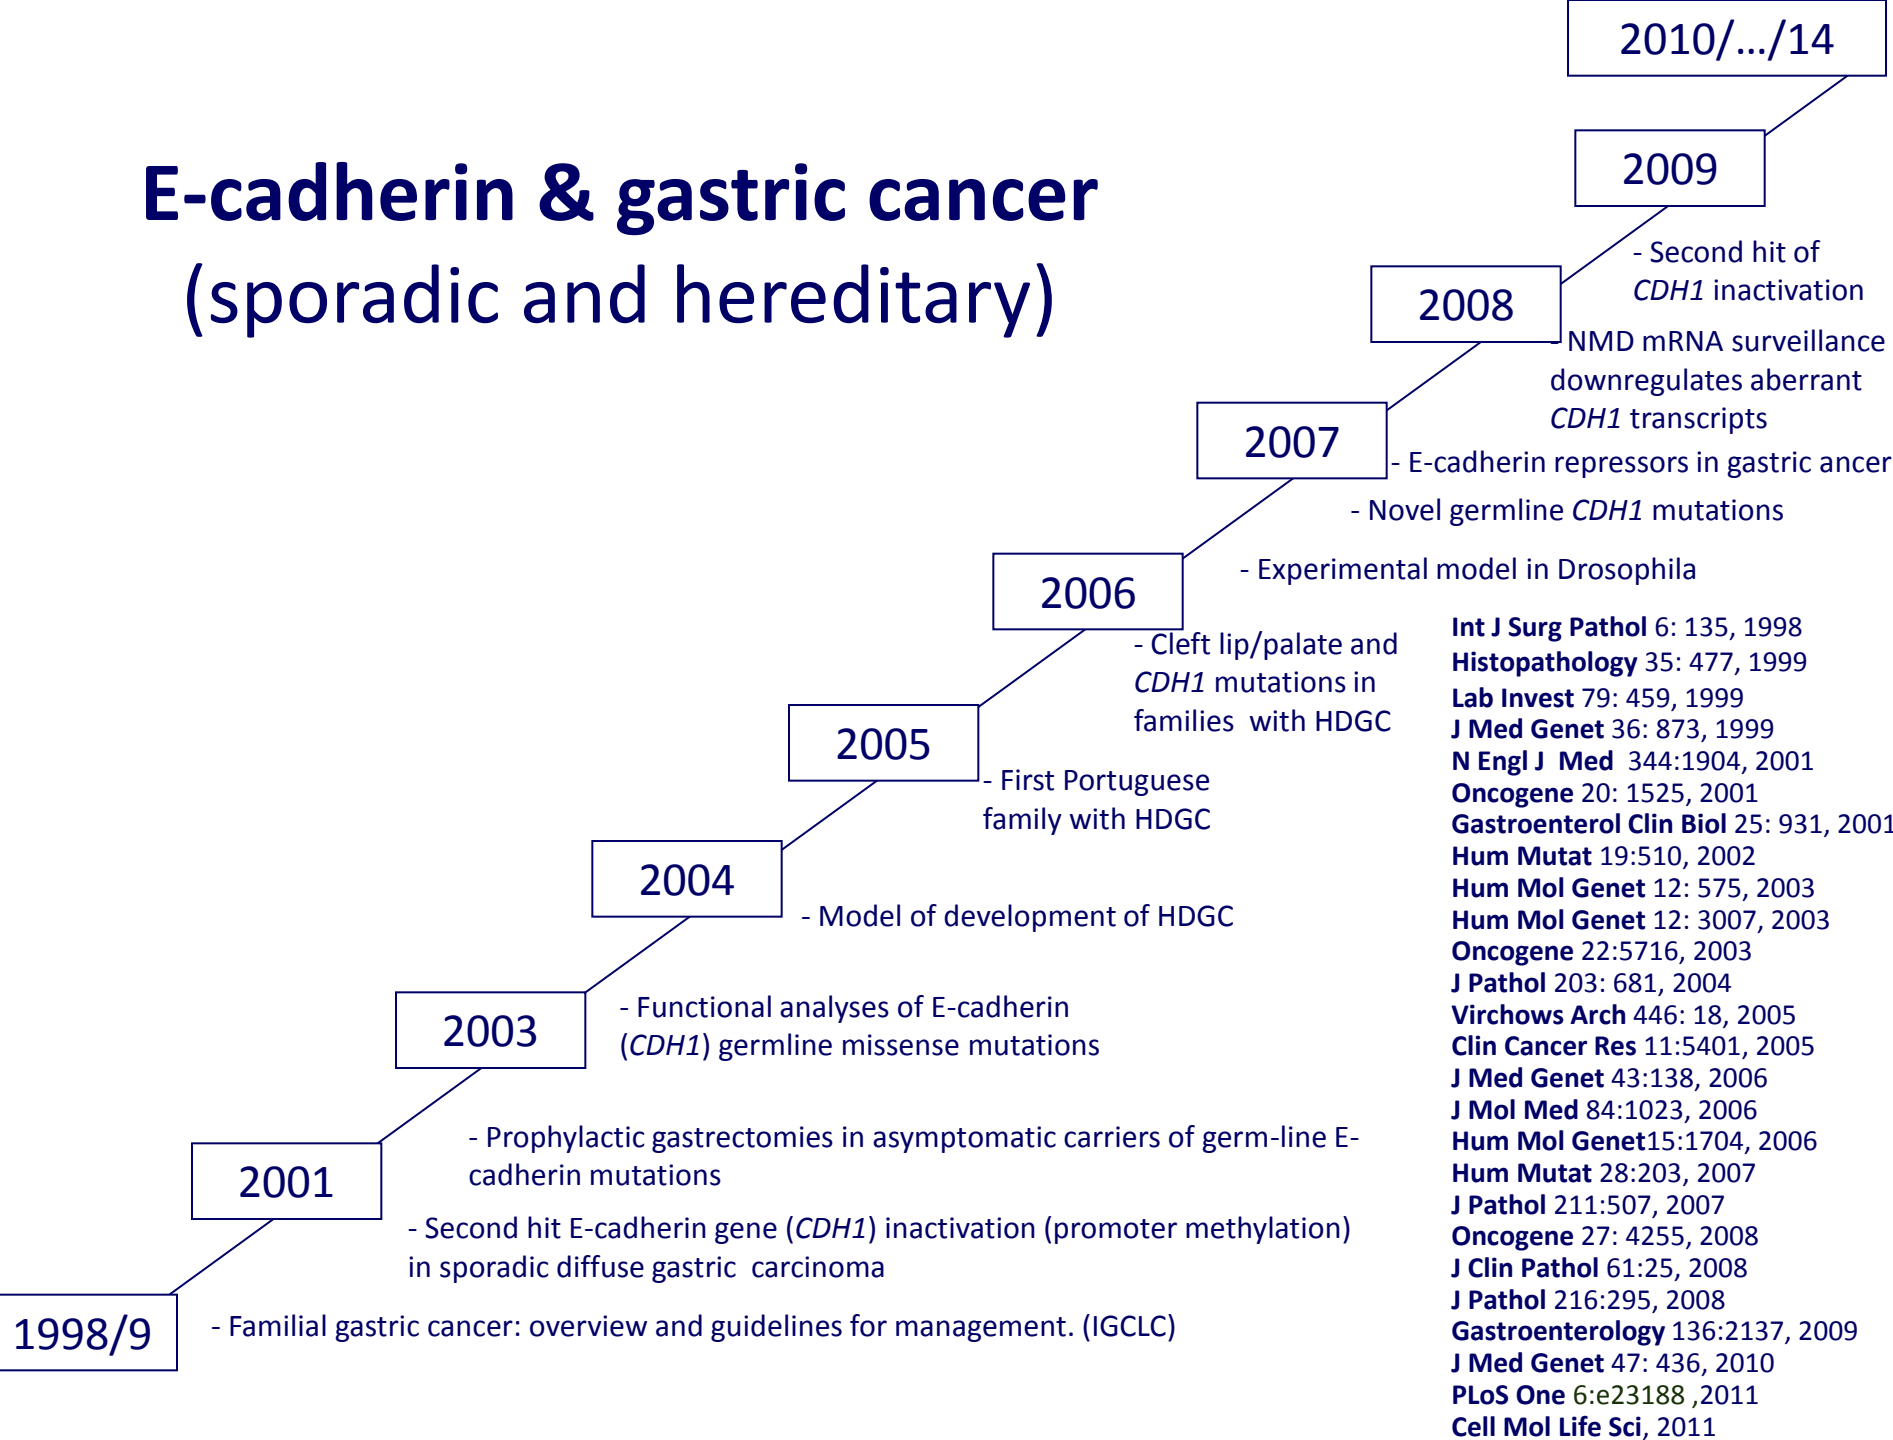 2010/.../14
2009
E-cadherin & gastric cancer
(sporadic and hereditary)
- Second hit of
CDH1 inactivation
2008
- NMD mRNA surveillance
downregulates aberrant
CDH1 transcripts
2007
- E-cadherin repressors in gastric ancer
- Novel germline CDH1 mutations
- Experimental model in Drosophila
2006
- Cleft lip/palate and
CDH1 mutations in
families with HDGC
2005
- First Portuguese
family with HDGC
2004
- Model of development of HDGC
2003
- Functional analyses of E-cadherin
(CDH1) germline missense mutations
- Prophylactic gastrectomies in asymptomatic carriers of germ-line E-
cadherin mutations
2001
- Second hit E-cadherin gene (CDH1) inactivation (promoter methylation)
in sporadic diffuse gastric carcinoma
1998/9
- Familial gastric cancer: overview and guidelines for management. (IGCLC)
Int J Surg Pathol 6: 135, 1998
Histopathology 35: 477, 1999
Lab Invest 79: 459, 1999
J Med Genet 36: 873, 1999
N Engl J Med 344:1904, 2001
Oncogene 20: 1525, 2001
Gastroenterol Clin Biol 25: 931, 2001
Hum Mutat 19:510, 2002
Hum Mol Genet 12: 575, 2003
Hum Mol Genet 12: 3007, 2003
Oncogene 22:5716, 2003
J Pathol 203: 681, 2004
Virchows Arch 446: 18, 2005
Clin Cancer Res 11:5401, 2005
J Med Genet 43:138, 2006
J Mol Med 84:1023, 2006
Hum Mol Genet15:1704, 2006
Hum Mutat 28:203, 2007
J Pathol 211:507, 2007
Oncogene 27: 4255, 2008
J Clin Pathol 61:25, 2008
J Pathol 216:295, 2008
Gastroenterology 136:2137, 2009
J Med Genet 47: 436, 2010
PLoS One 6:e23188 ,2011
Cell Mol Life Sci, 2011